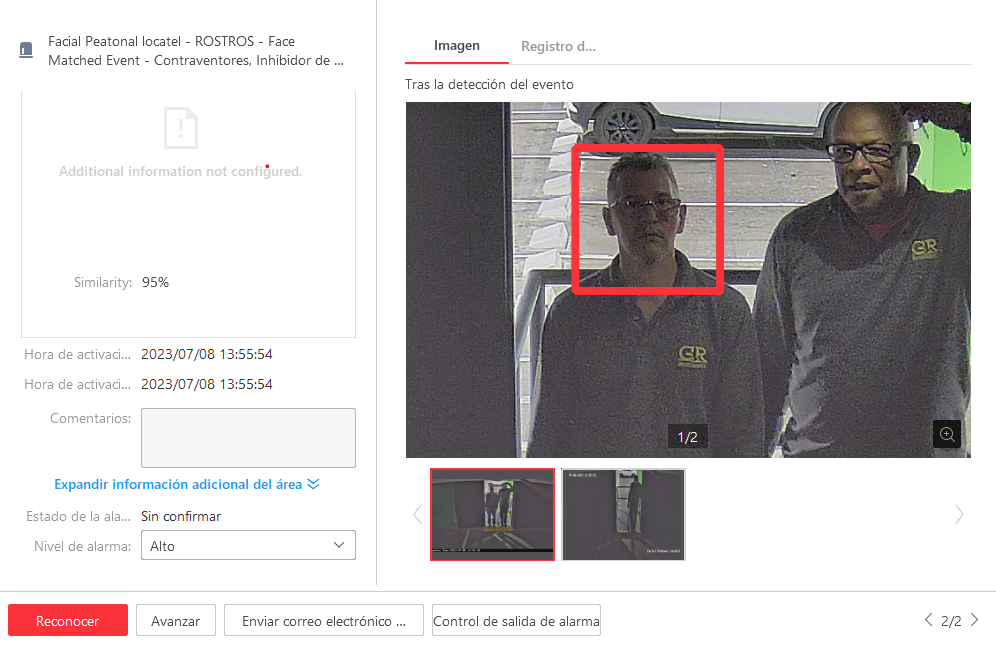 Facial Peatonal locatel - ROSTROS - Face
Matched Event - Contraventores, Inhibidor de ...
Additional information not configured.
Similarity: 95%
Hora de activaci... 2023/07/08 13:55:54
Hora de activaci... 2023/07/08 13:55:54
Comentarios:
Expandir información adicional del área
Estado de la ala... Sin confirmar
Nivel de alarma: Alto
Imagen Registro d...
Tras la detección del evento
GR
GR
1/2
Facial Peatonal locatel
Reconocer Avanzar Enviar correo electrónico ... Control de salida de alarma 2/2